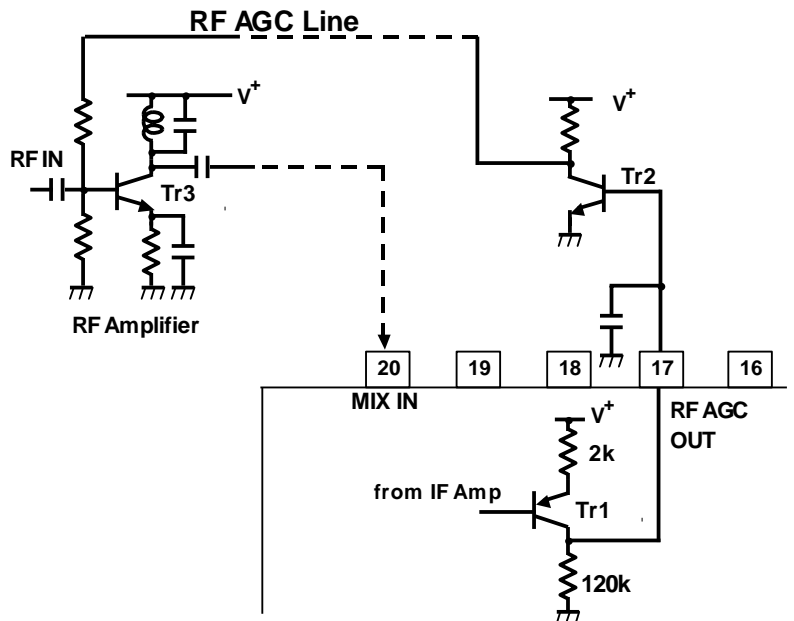 RF AGC Line
V+
V+
RF IN
Tr3
Tr2
RF Amplifier
20
19
18
17
16
MIX IN
RF AGC
OUT
V+
2k
from IF Amp
Tr1
120k